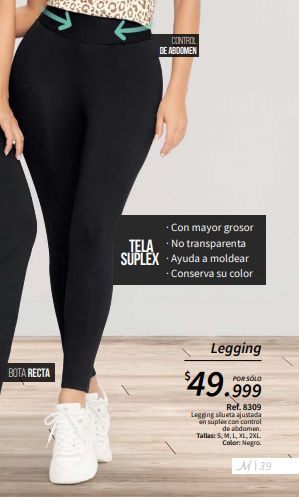 CONTROL
DE ABDOMEN
TELA
SUPLEX
· Con mayor grosor
· No transparenta
· Ayuda a moldear
· Conserva su color
BOTA RECTA
Legging
POR SÓLO
$49.999
Ref. 8309
Legging silueta ajustada
en suplex con control
de abdomen.
Tallas: S, M, L, XL, 2XL.
Color: Negro.
M | 39